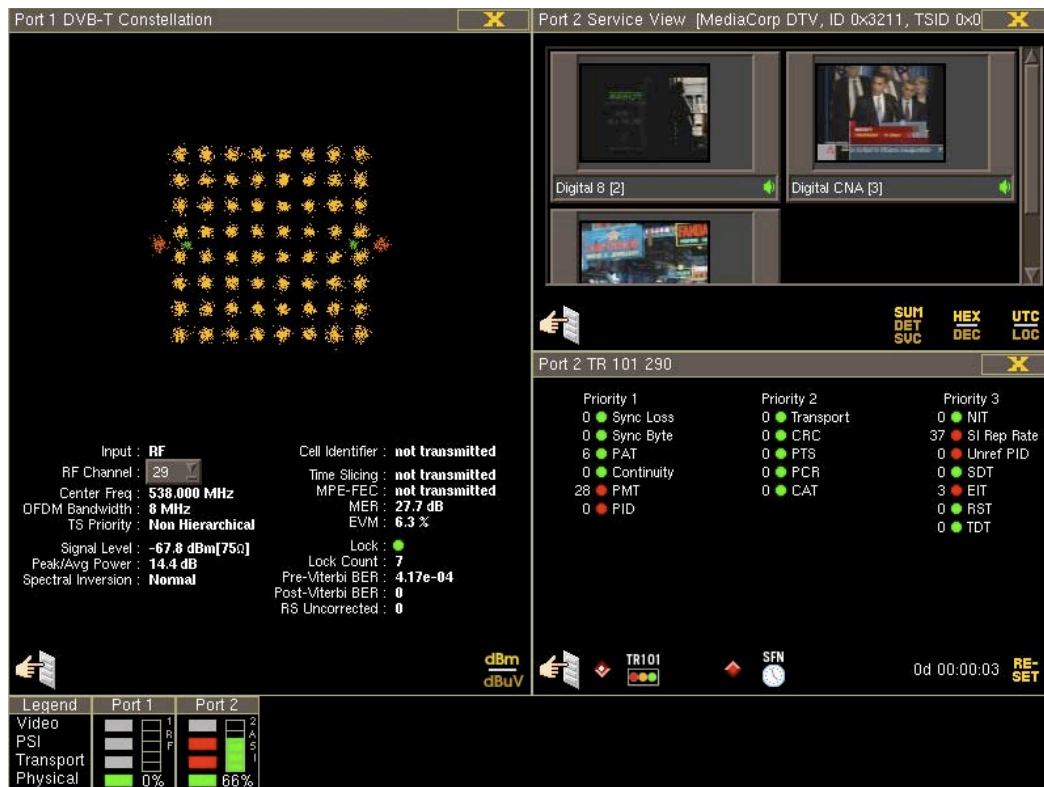 Port 1 DVB-T Constellation
X
Input : RF
RF Channel : 29
Center Freq : 538.000 MHz
OFDM Bandwidth : 8 MHz
TS Priority : Non Hierarchical
Signal Level : -67.8 dBm[75Ω]
Peak/Avg Power : 14.4 dB
Spectral Inversion : Normal
Cell Identifier : not transmitted
Time Slicing : not transmitted
MPE-FEC : not transmitted
MER : 27.7 dB
EVM : 6.3 %
Lock :
Lock Count : 7
Pre-Viterbi BER : 4.17e-04
Post-Viterbi BER : 0
RS Uncorrected : 0
dBm
dBuV
Port 2 Service View [MediaCorp DTV, ID 0x3211, TSID 0x0
X
Digital 8 [2]
Digital CNA [3]
SUM
DET
SVC
HEX
DEC
UTC
LOC
Port 2 TR 101 290
X
Priority 1
0 Sync Loss
0 Sync Byte
6 PAT
0 Continuity
28 PMT
0 PID
Priority 2
0 Transport
0 CRC
0 PTS
0 PCR
0 CAT
Priority 3
0 NIT
37 SI Rep Rate
0 Unref PID
0 SDT
3 EIT
0 RST
0 TDT
TR101
SFN
0d 00:00:03
RE-
SET
Legend Port 1 Port 2
Video
PSI
Transport
Physical
1 RF
0%
2 ASI
66%